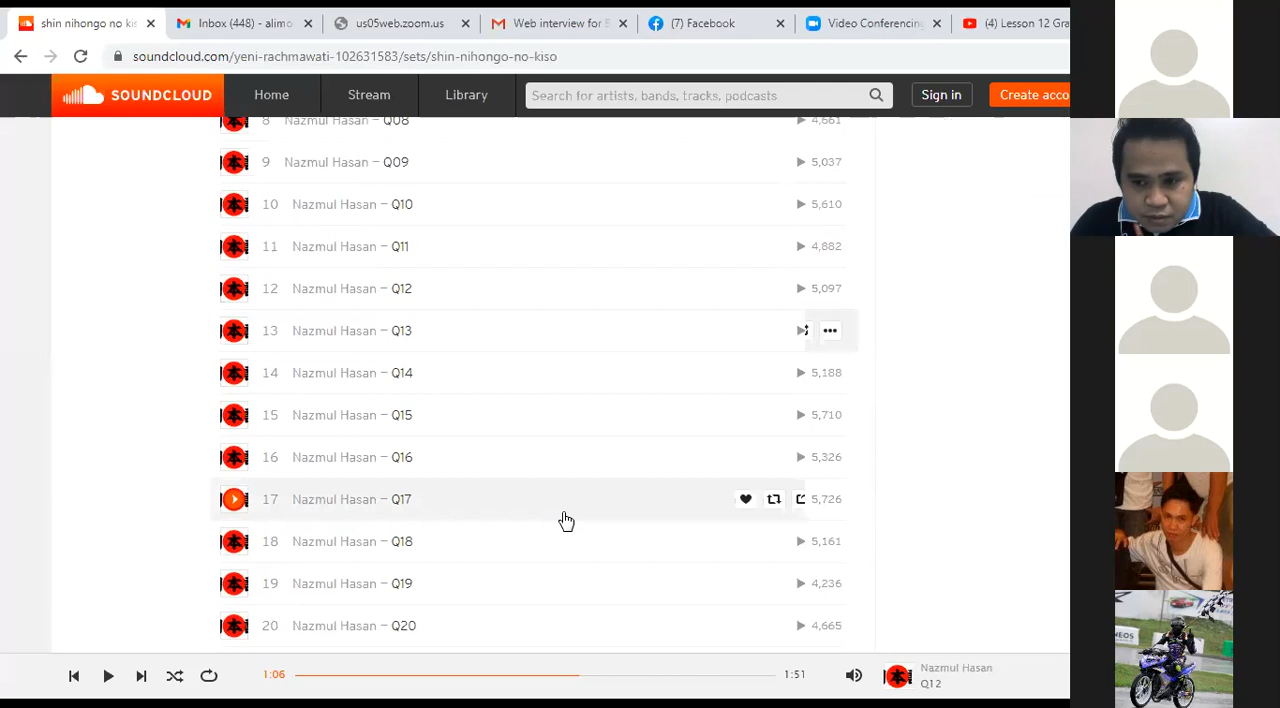 shin nihongo no kis
Inbox (448) - alimo
us05web.zoom.us
Web interview for S
(7) Facebook
Video Conferencing
(4) Lesson 12 Gra
soundcloud.com/yeni-rachmawati-102631583/sets/shin-nihongo-no-kiso
SOUNDCLOUD
Home
Stream
Library
Search for artists, bands, tracks, podcasts
Sign in
Create acco
8 Nazmul Hasan – Q08 4,661
9 Nazmul Hasan – Q09 5,037
10 Nazmul Hasan – Q10 5,610
11 Nazmul Hasan – Q11 4,882
12 Nazmul Hasan – Q12 5,097
13 Nazmul Hasan – Q13
14 Nazmul Hasan – Q14 5,188
15 Nazmul Hasan – Q15 5,710
16 Nazmul Hasan – Q16 5,326
17 Nazmul Hasan – Q17 5,726
18 Nazmul Hasan – Q18 5,161
19 Nazmul Hasan – Q19 4,236
20 Nazmul Hasan – Q20 4,665
1:06
1:51
Nazmul Hasan
Q12